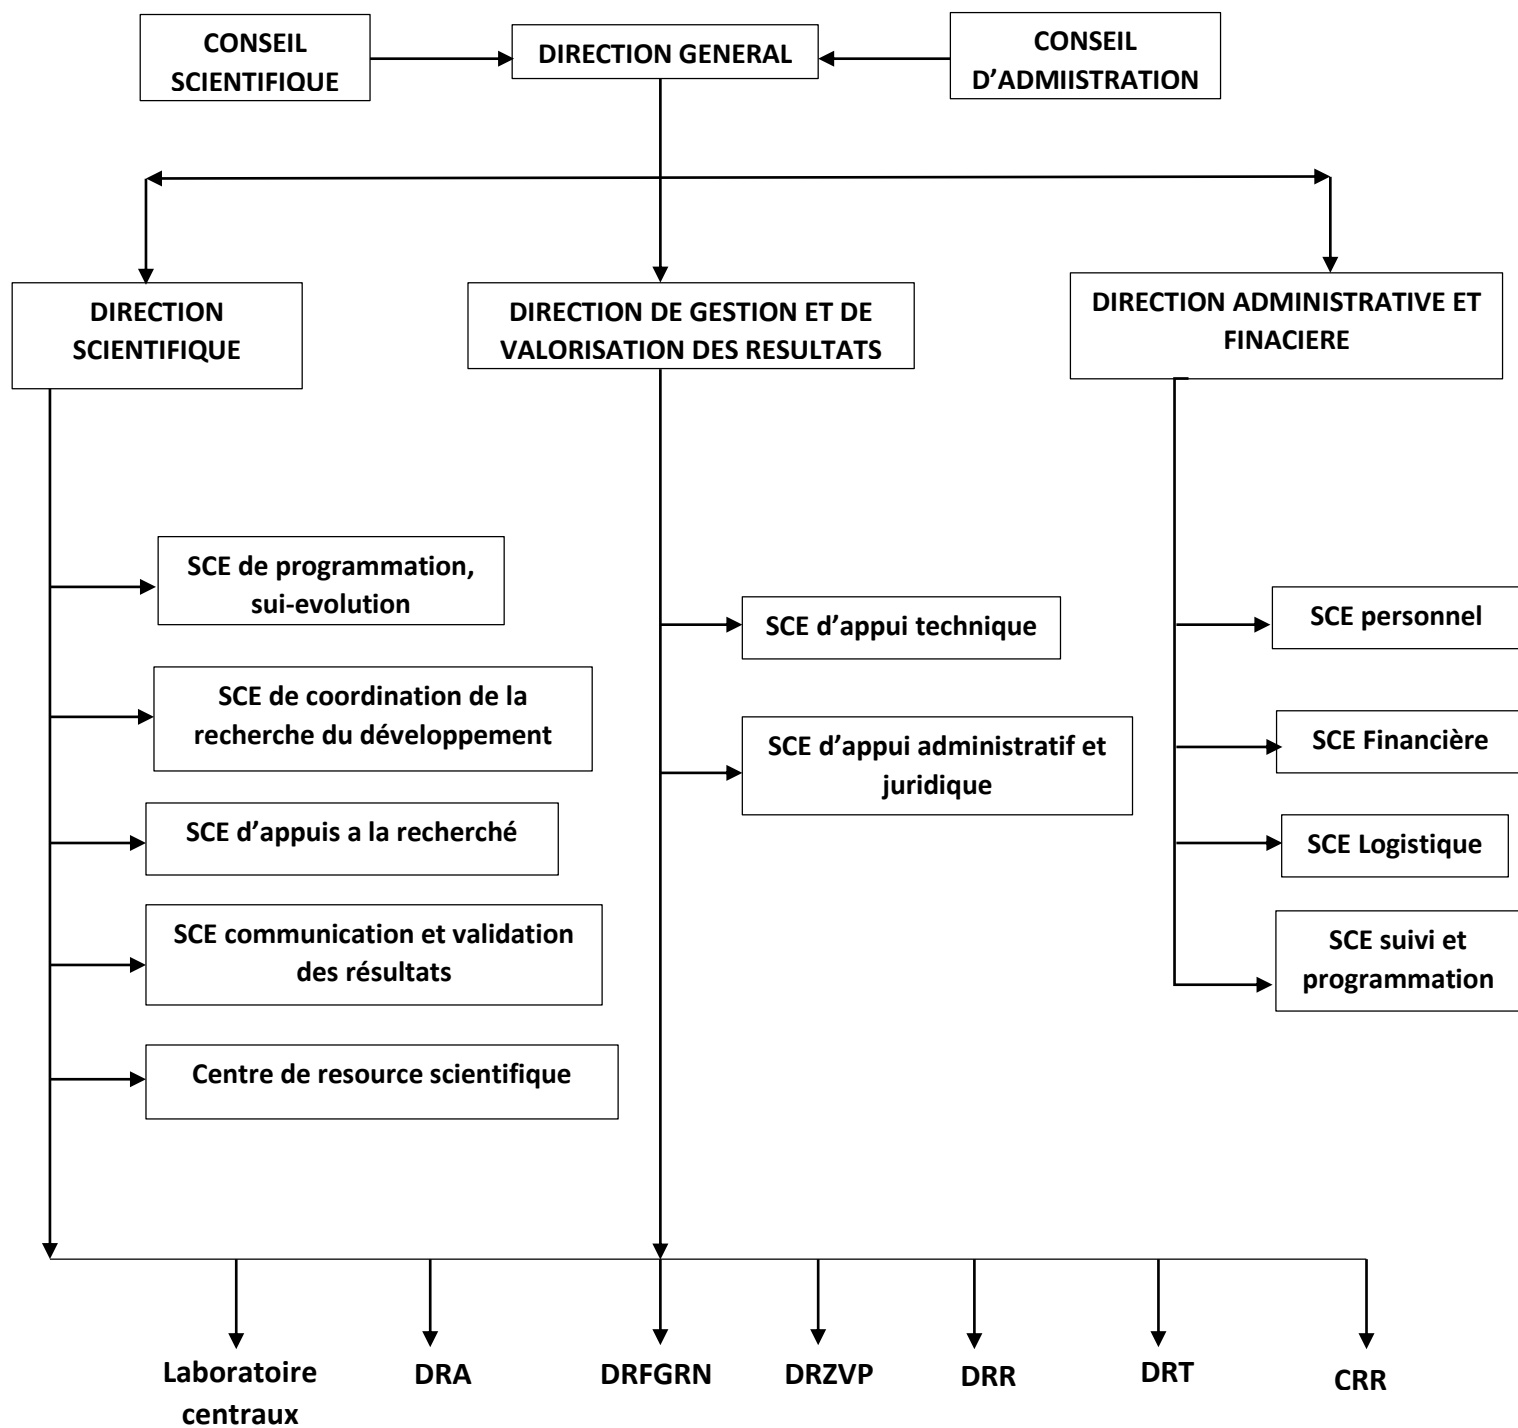 CONSEIL
SCIENTIFIQUE
DIRECTION GENERAL
CONSEIL
D’ADMIISTRATION
DIRECTION
SCIENTIFIQUE
DIRECTION DE GESTION ET DE
VALORISATION DES RESULTATS
DIRECTION ADMINISTRATIVE ET
FINACIERE
SCE de programmation,
sui-evolution
SCE de coordination de la
recherche du développement
SCE d’appuis a la recherché
SCE communication et validation
des résultats
Centre de resource scientifique
SCE d’appui technique
SCE d’appui administratif et
juridique
SCE personnel
SCE Financière
SCE Logistique
SCE suivi et
programmation
Laboratoire
centraux
DRA
DRFGRN
DRZVP
DRR
DRT
CRR